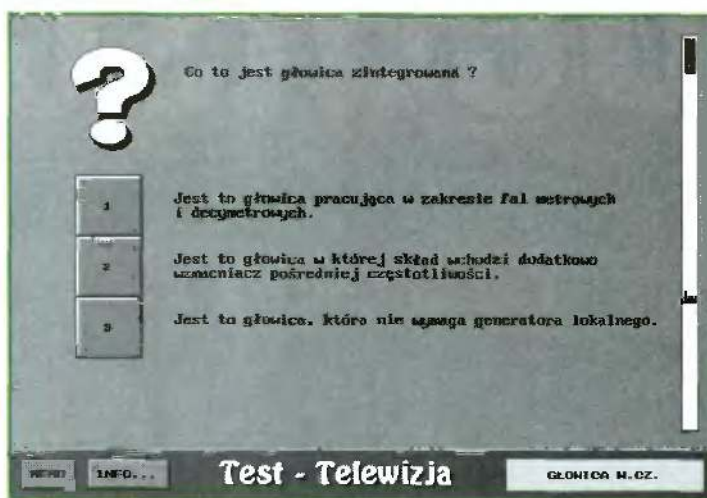 Co to jest głowica zintegrowana ?
1
Jest to głowica pracująca w zakresie fal metrowych
i decymetrowych.
2
Jest to głowica w której skład wchodzi dodatkowo
wzmacniacz pośredniej częstotliwości.
3
Jest to głowica, która nie wymaga generatora lokalnego.
MENU
INFO...
Test - Telewizja
GŁOWICA W.CZ.